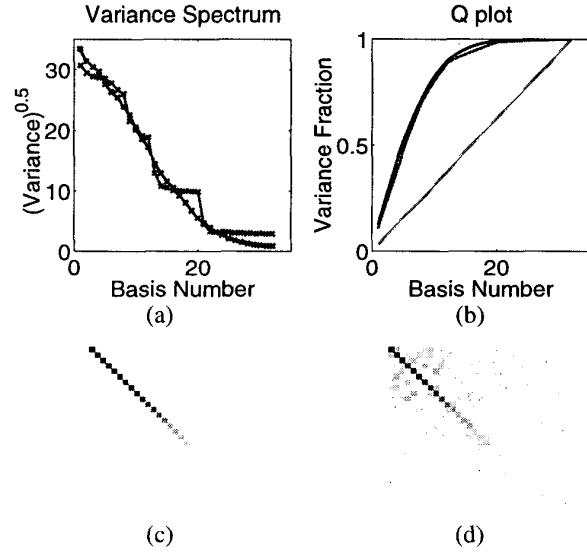 Variance Spectrum
Q plot
(Variance)^0.5
30
20
10
0
0
20
Basis Number
(a)
Variance Fraction
1
0.5
0
0
20
Basis Number
(b)
(c)
(d)